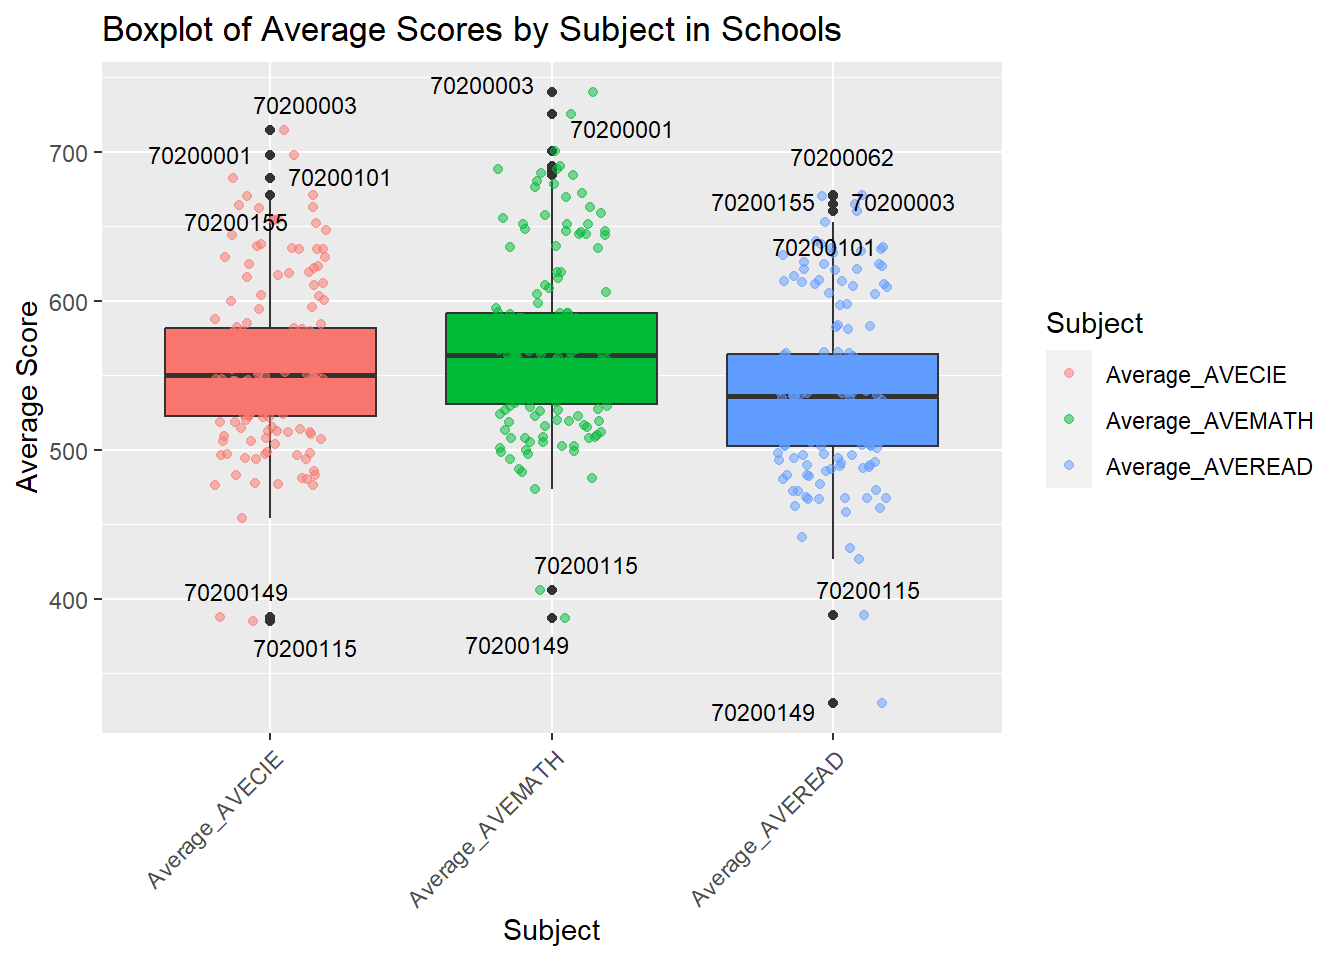 Boxplot of Average Scores by Subject in Schools
Average Score
700
600
500
400
70200003
70200001
70200101
70200155
70200149
70200115
70200003
70200001
70200115
70200149
70200062
70200155
70200003
70200101
70200115
70200149
Average_AVECIE
Average_AVEMATH
Average_AVEREAD
Subject
Subject
Average_AVECIE
Average_AVEMATH
Average_AVEREAD